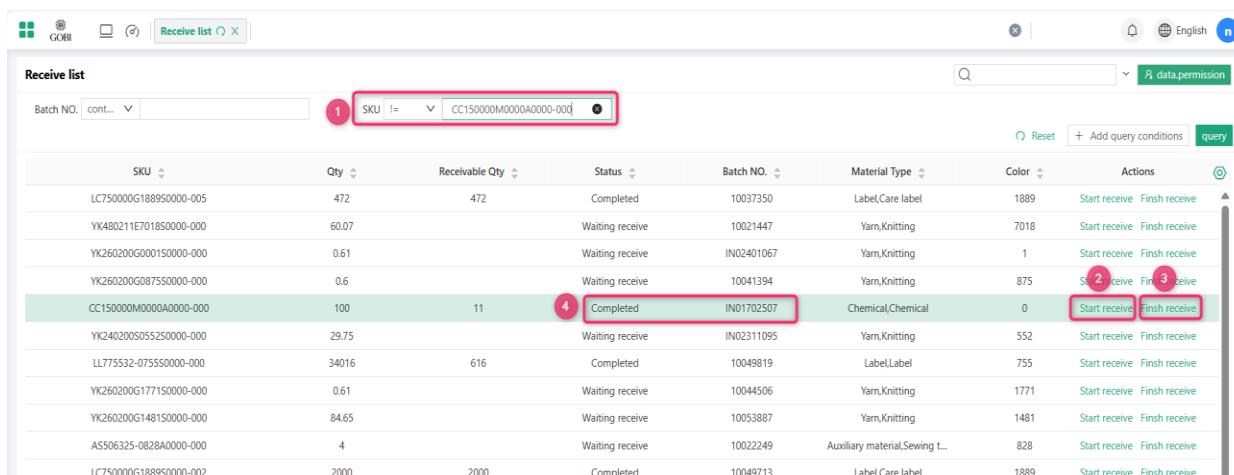 GOBI Receive list X English n
Receive list data.permission
Batch NO. cont... 1 SKU != CC150000M0000A0000-000
Reset + Add query conditions query
SKU Qty Receivable Qty Status Batch NO. Material Type Color Actions
LC750000G1889S0000-005 472 472 Completed 10037350 Label,Care label 1889 Start receive Finsh receive
YK480211E7018S0000-000 60.07 Waiting receive 10021447 Yarn,Knitting 7018 Start receive Finsh receive
YK260200G0001S0000-000 0.61 Waiting receive IN02401067 Yarn,Knitting 1 Start receive Finsh receive
YK260200G0875S0000-000 0.6 Waiting receive 10041394 Yarn,Knitting 875 2 3
CC150000M0000A0000-000 100 11 4 Completed IN01702507 Chemical,Chemical 0 Start receive Finsh receive
YK240200S0552S0000-000 29.75 Waiting receive IN02311095 Yarn,Knitting 552 Start receive Finsh receive
LL775532-0755S0000-000 34016 616 Completed 10049819 Label,Label 755 Start receive Finsh receive
YK260200G1771S0000-000 0.61 Waiting receive 10044506 Yarn,Knitting 1771 Start receive Finsh receive
YK260200G1481S0000-000 84.65 Waiting receive 10053887 Yarn,Knitting 1481 Start receive Finsh receive
AS506325-0828A0000-000 4 Waiting receive 10022249 Auxiliary material,Sewing t... 828 Start receive Finsh receive
LC750000G1889S0000-002 2000 2000 Completed 10049713 Label,Care label 1889 Start receive Finsh receive